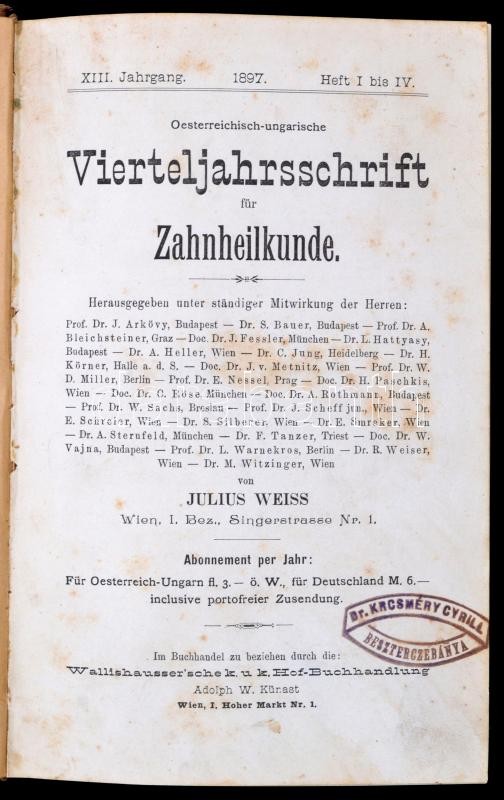 XIII. Jahrgang. 1897. Heft I bis IV.
Oesterreichisch-ungarische
Vierteljahrsschrift
für
Zahnheilkunde.
Herausgegeben unter ständiger Mitwirkung der Herren:
Prof. Dr. J. Arkövy, Budapest — Dr. S. Bauer, Budapest — Prof. Dr. A.
Bleichsteiner, Graz — Doc. Dr. J. Fessler, München — Dr. L. Hattyasy,
Budapest — Dr. A. Heller, Wien — Dr. C. Jung, Heidelberg — Dr. H.
Körner, Halle a. d. S. — Doc. Dr. J. v. Metnitz, Wien — Prof. Dr. W.
D. Miller, Berlin — Prof. Dr. E. Nessel, Prag — Doc. Dr. H. Paschkis,
Wien — Doc. Dr. C. Röse, München — Doc. Dr. A. Rothmann, Budapest
— Prof. Dr. W. Sachs, Breslau — Prof. Dr. J. Scheff jun., Wien — Dr.
E. Wien — Dr. S. Silberer, Wien — Dr. E. Smreker, Wien
— Dr. A. Sternfeld, München — Dr. F. Tanzer, Triest — Doc. Dr. W.
Vajna, Budapest — Prof. Dr. L. Warnekros, Berlin — Dr. R. Weiser,
Wien — Dr. M. Witzinger, Wien
von
JULIUS WEISS
Wien, I. Bez., Singerstrasse Nr. 1.
Abonnement per Jahr:
Für Oesterreich-Ungarn fl. 3.— ö. W., für Deutschland M. 6.—
inclusive portofreier Zusendung.
Dr. KRCSMÉRY CYRILL
BESZTERCZEBÁNYA
Im Buchhandel zu beziehen durch die:
Wallishausser'sche k. u. k. Hof-Buchhandlung
Adolph W. Künast
Wien, I. Hoher Markt Nr. 1.